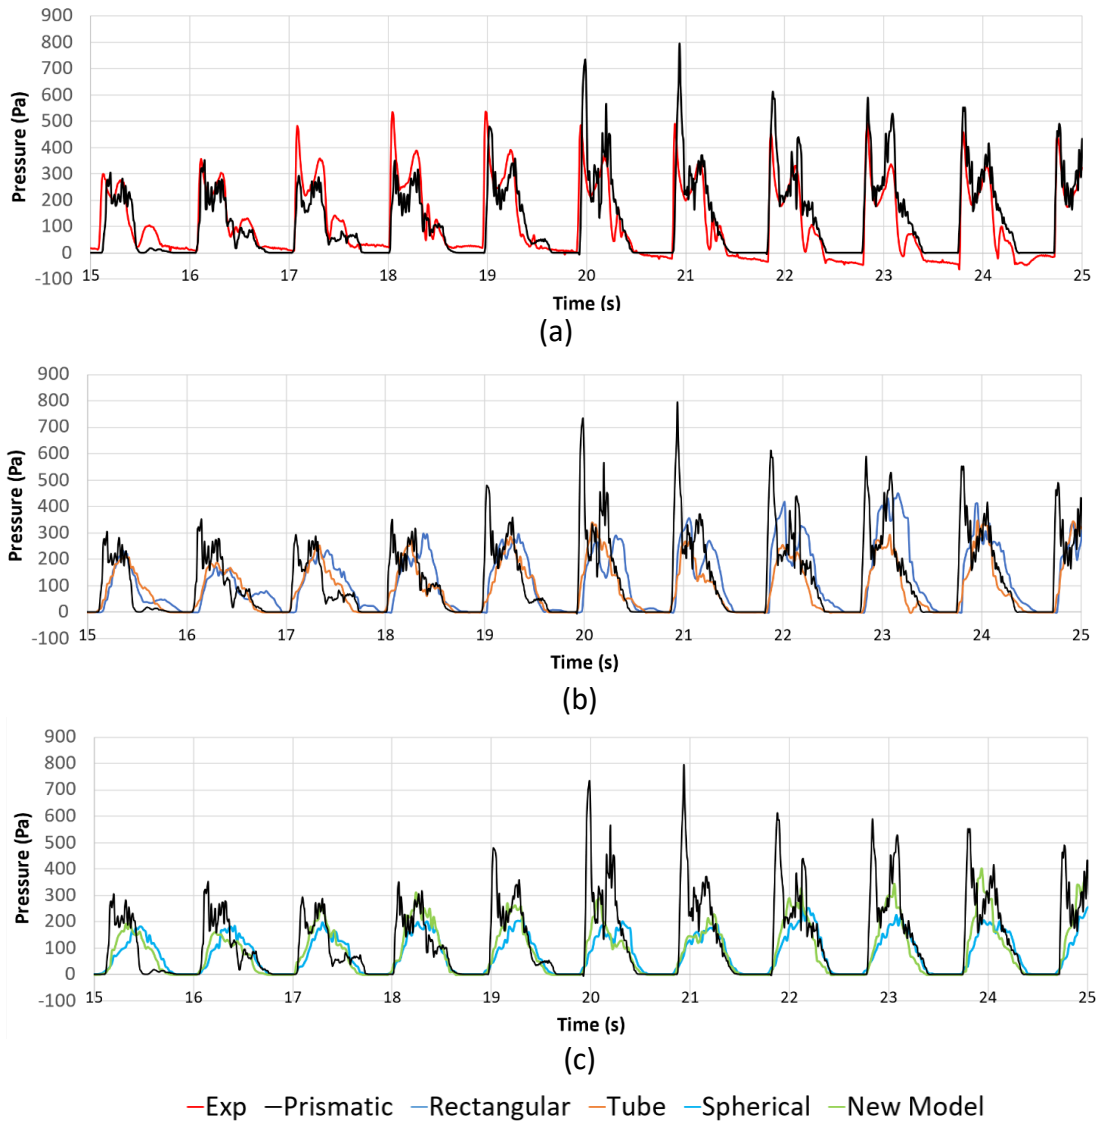 900
800
700
600
500
400
300
200
100
0
-100
Pressure (Pa)
15 16 17 18 19 20 21 22 23 24 25
Time (s)
(a)
900
800
700
600
500
400
300
200
100
0
-100
Pressure (Pa)
15 16 17 18 19 20 21 22 23 24 25
Time (s)
(b)
900
800
700
600
500
400
300
200
100
0
-100
Pressure (Pa)
15 16 17 18 19 20 21 22 23 24 25
Time (s)
(c)
Exp Prismatic Rectangular Tube Spherical New Model